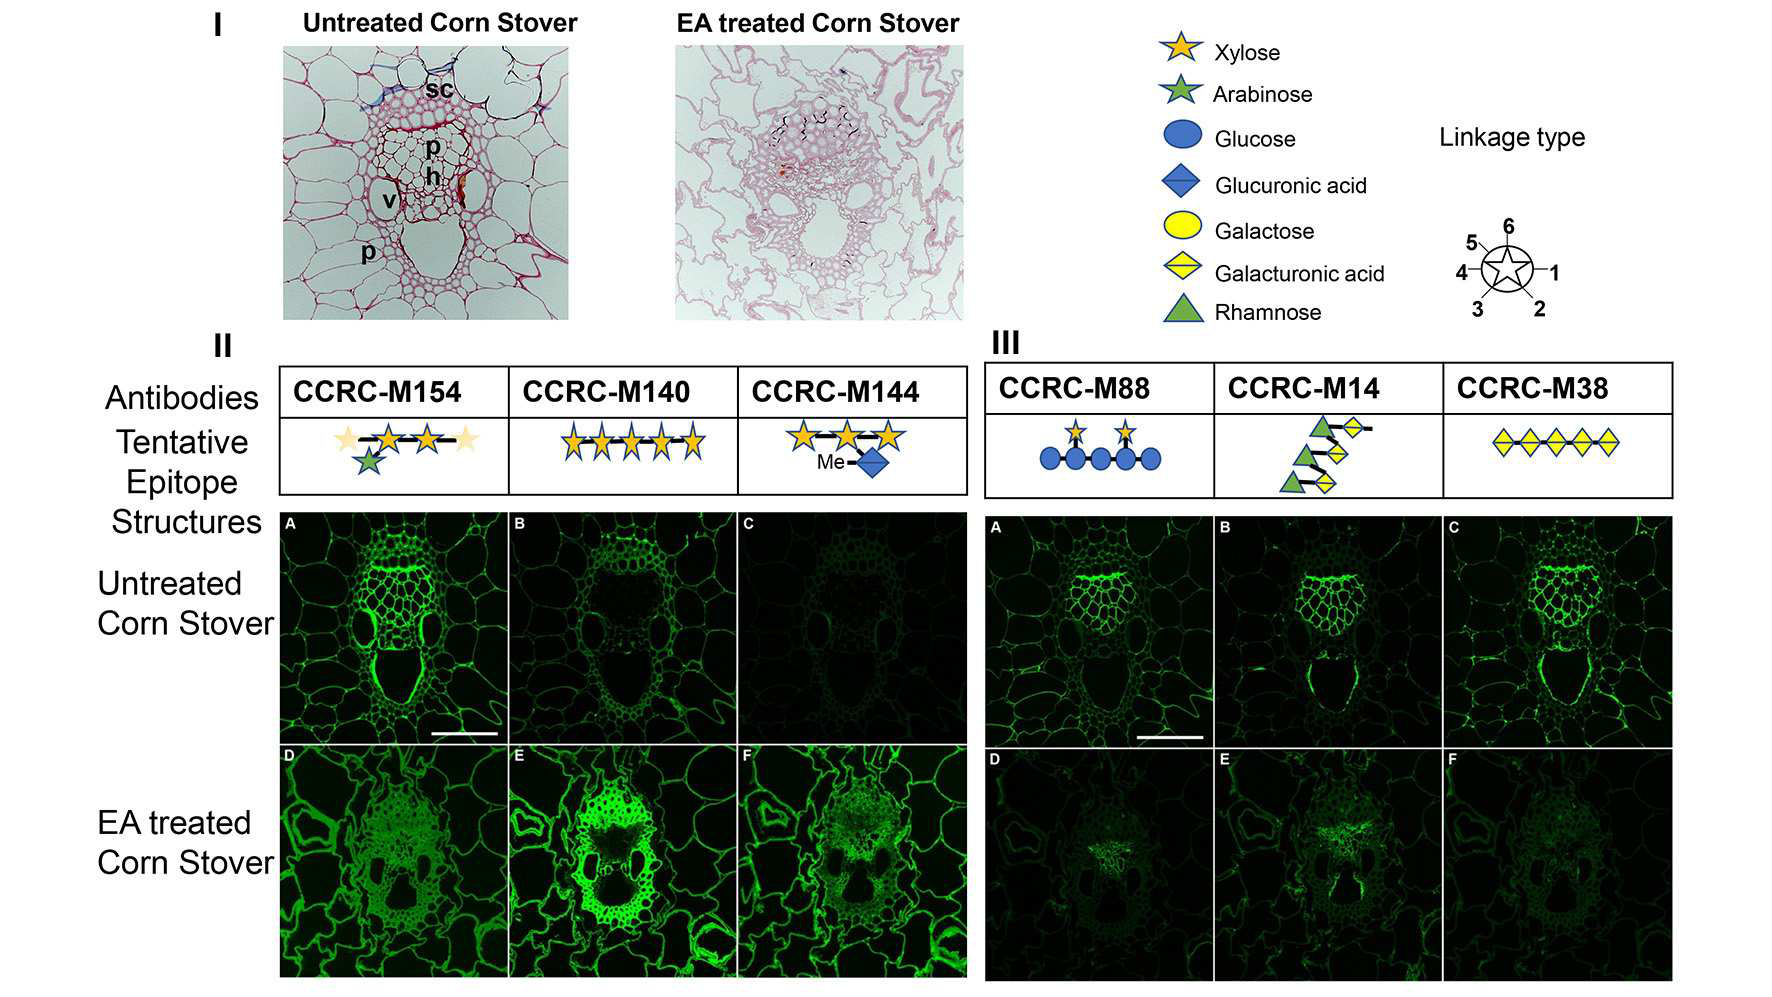 I
Untreated Corn Stover
EA treated Corn Stover
sc
p
h
v
p
Xylose
Arabinose
Glucose
Glucuronic acid
Galactose
Galacturonic acid
Rhamnose
Linkage type
6
5
4
1
3
2
II
III
Antibodies
CCRC-M154
CCRC-M140
CCRC-M144
CCRC-M88
CCRC-M14
CCRC-M38
Tentative
Epitope
Structures
Me
Untreated
Corn Stover
A
B
C
A
B
C
EA treated
Corn Stover
D
E
F
D
E
F